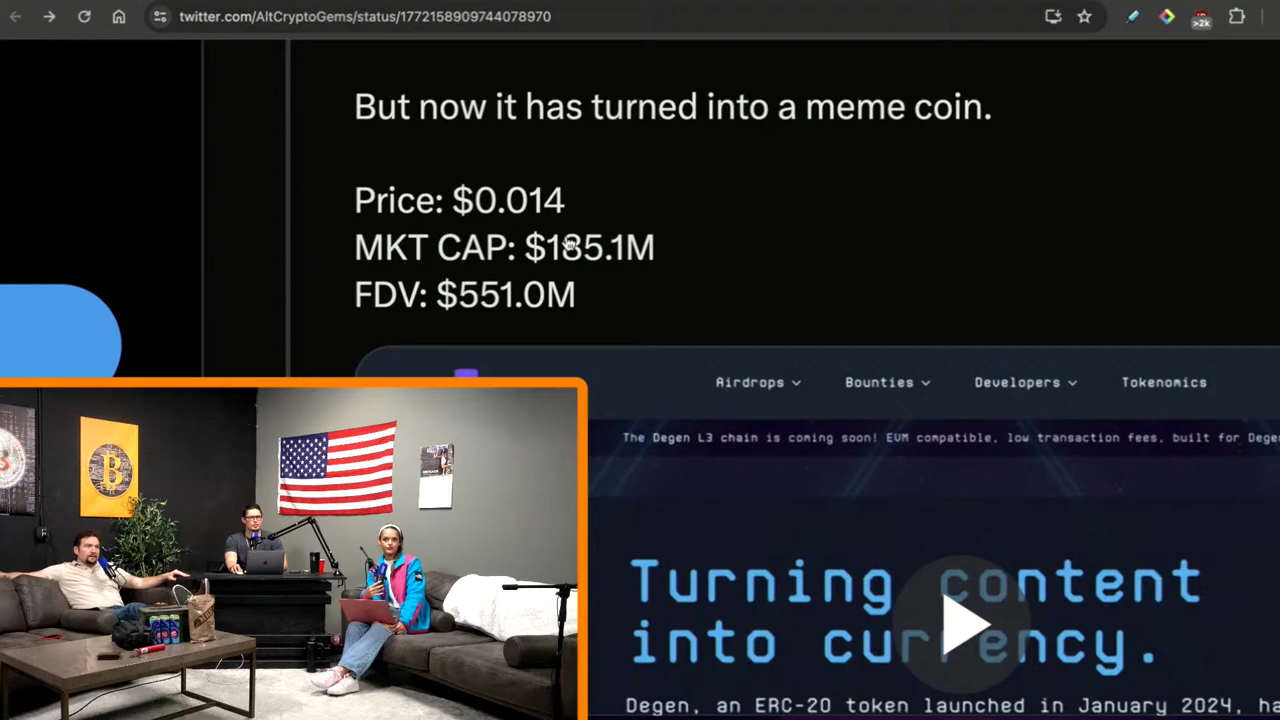 twitter.com/AltCryptoGems/status/1772158909744078970
>2k
But now it has turned into a meme coin.
Price: $0.014
MKT CAP: $185.1M
FDV: $551.0M
Airdrops
Bounties
Developers
Tokenomics
The Degen L3 chain is coming soon! EVM compatible, low transaction fees, built for Dege
Turning content
into currency.
Degen, an ERC-20 token launched in January 2024, ha